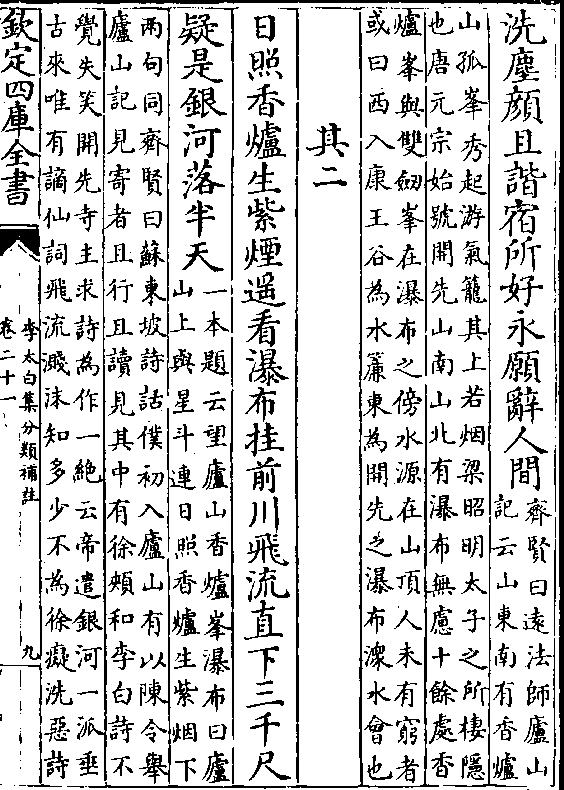 洗塵顏且諧宿所好永願辭人間
齊賢曰遠法師廬山
記云山東南有香爐
山孤峯秀起游氣籠其上若烟梁昭明太子之所棲隱
也唐元宗始號開先山南山北有瀑布無慮十餘處香
爐峯與雙劒峯在瀑布之傍水源在山頂人未有窮者
或曰西入康王谷為水簾東為開先之瀑布潨水會也
其二
日照香爐生紫煙遥看瀑布挂前川飛流直下三千尺
疑是銀河落半天
一本題云望廬山香爐峯瀑布曰廬
山上與星斗連日照香爐生紫烟下
兩句同齊賢曰蘇東坡詩話僕初入廬山有以陳令舉
廬山記見寄者且行且讀見其中有徐頰和李白詩不
覺失笑開先寺主求詩為作一絶云帝遣銀河一派垂
古來唯有謫仙詞飛流濺沫知多少不為徐癡洗惡詩
欽定四庫全書
李太白集分類補註
卷二十一
九